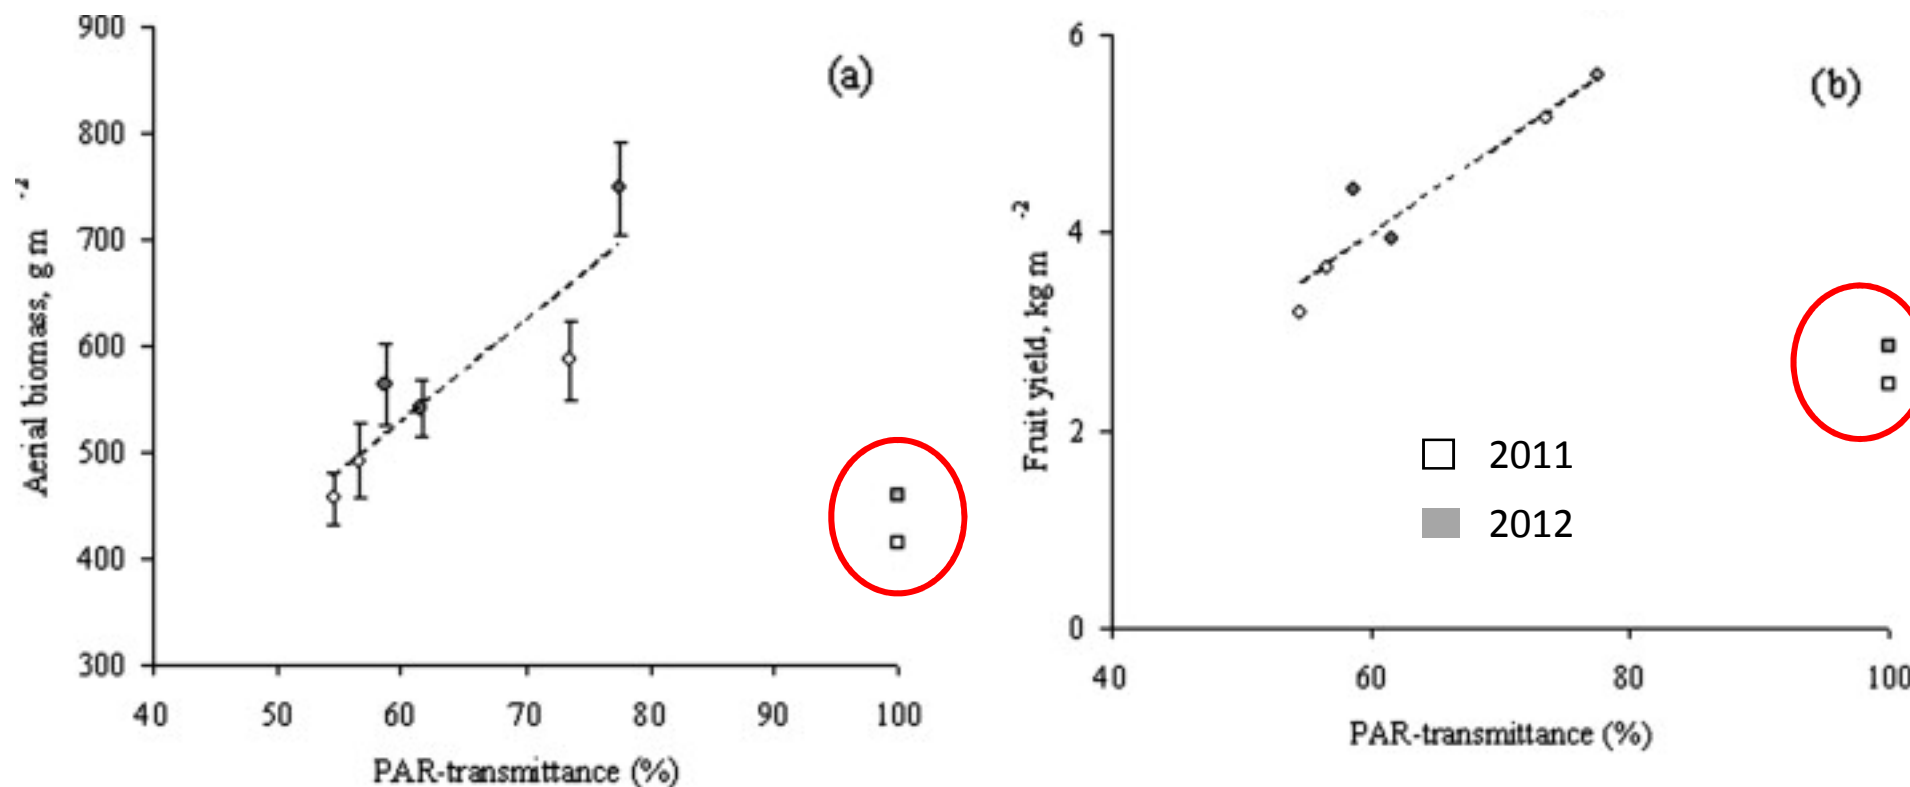 900
800
700
600
500
400
300
40 50 60 70 80 90 100
PAR-transmittance (%)
Aerial biomass, g m -2
(a)
6
4
2
0
40 60 80 100
PAR-transmittance (%)
Fruit yield, kg m -2
(b)
2011
2012